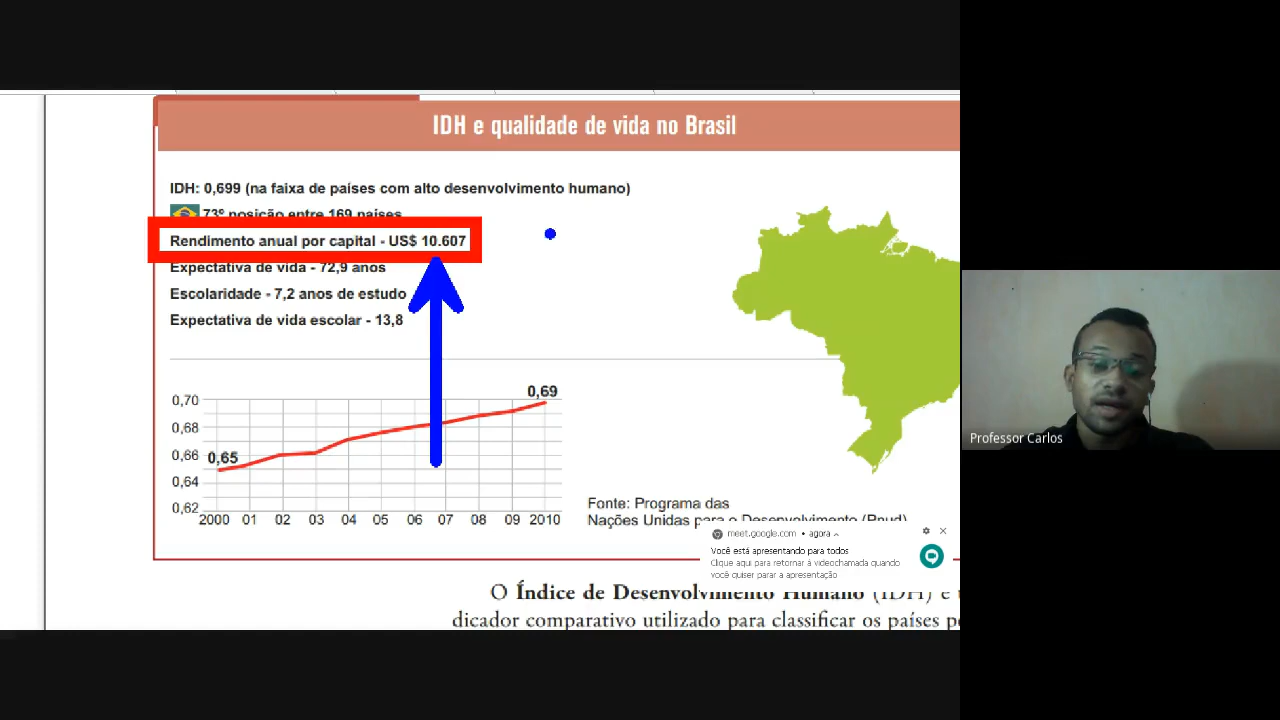 IDH e qualidade de vida no Brasil
IDH: 0,699 (na faixa de países com alto desenvolvimento humano)
73º posição entre 169 países
Rendimento anual por capital - US$ 10.607
Expectativa de vida - 72,9 anos
Escolaridade - 7,2 anos de estudo
Expectativa de vida escolar - 13,8
0,69
0,70
0,68
0,66
0,65
0,64
0,62
2000 01 02 03 04 05 06 07 08 09 2010
Fonte: Programa das
Nações Unidas para o Desenvolvimento (Pnud)
meet.google.com • agora
Você está apresentando para todos
Clique aqui para retornar à videochamada quando
você quiser parar a apresentação
O Índice de Desenvolvimento Humano (IDH) é
dicador comparativo utilizado para classificar os países
Professor Carlos